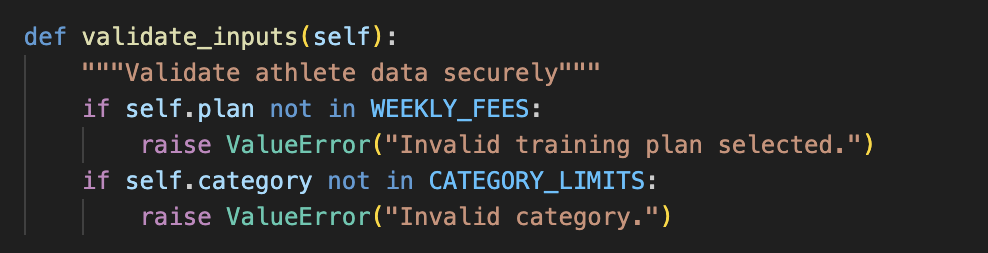 def validate_inputs(self):
    """Validate athlete data securely"""
    if self.plan not in WEEKLY_FEES:
        raise ValueError("Invalid training plan selected.")
    if self.category not in CATEGORY_LIMITS:
        raise ValueError("Invalid category.")